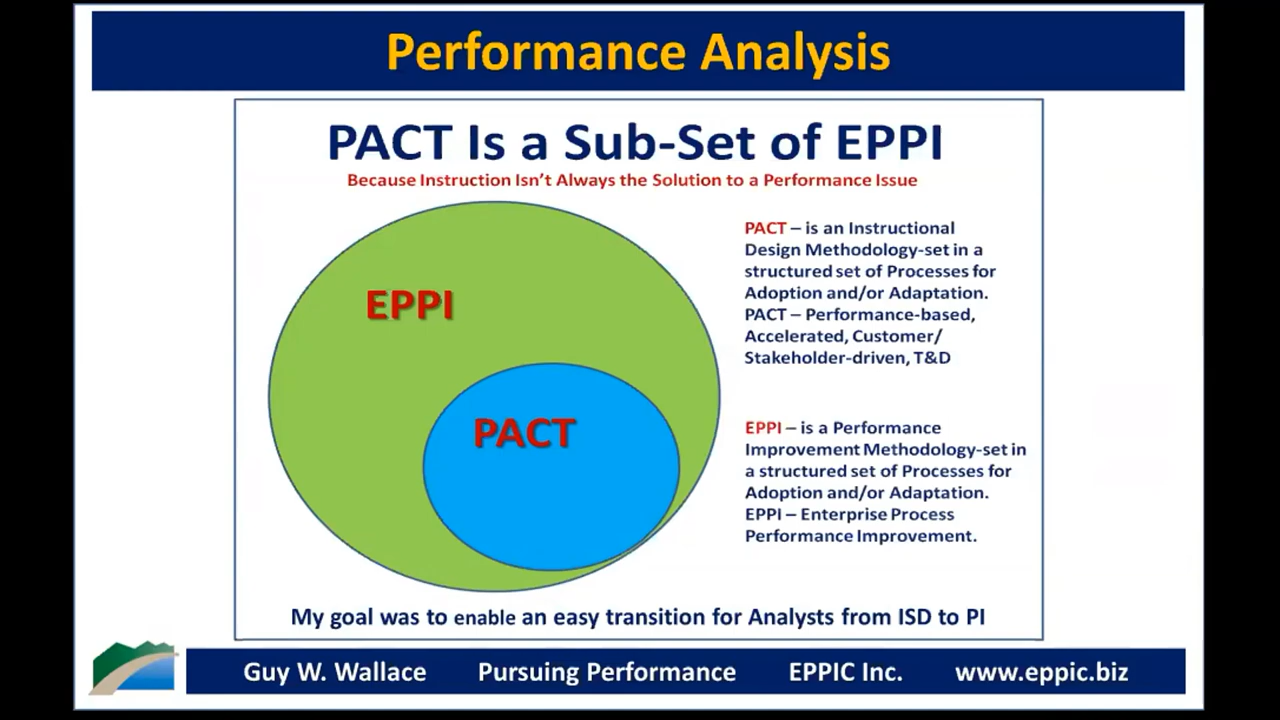 Performance Analysis
PACT Is a Sub-Set of EPPI
Because Instruction Isn't Always the Solution to a Performance Issue
EPPI
PACT
PACT – is an Instructional
Design Methodology-set in a
structured set of Processes for
Adoption and/or Adaptation.
PACT – Performance-based,
Accelerated, Customer/
Stakeholder-driven, T&D
EPPI – is a Performance
Improvement Methodology-set in
a structured set of Processes for
Adoption and/or Adaptation.
EPPI – Enterprise Process
Performance Improvement.
My goal was to enable an easy transition for Analysts from ISD to PI
Guy W. Wallace Pursuing Performance EPPIC Inc. www.eppic.biz